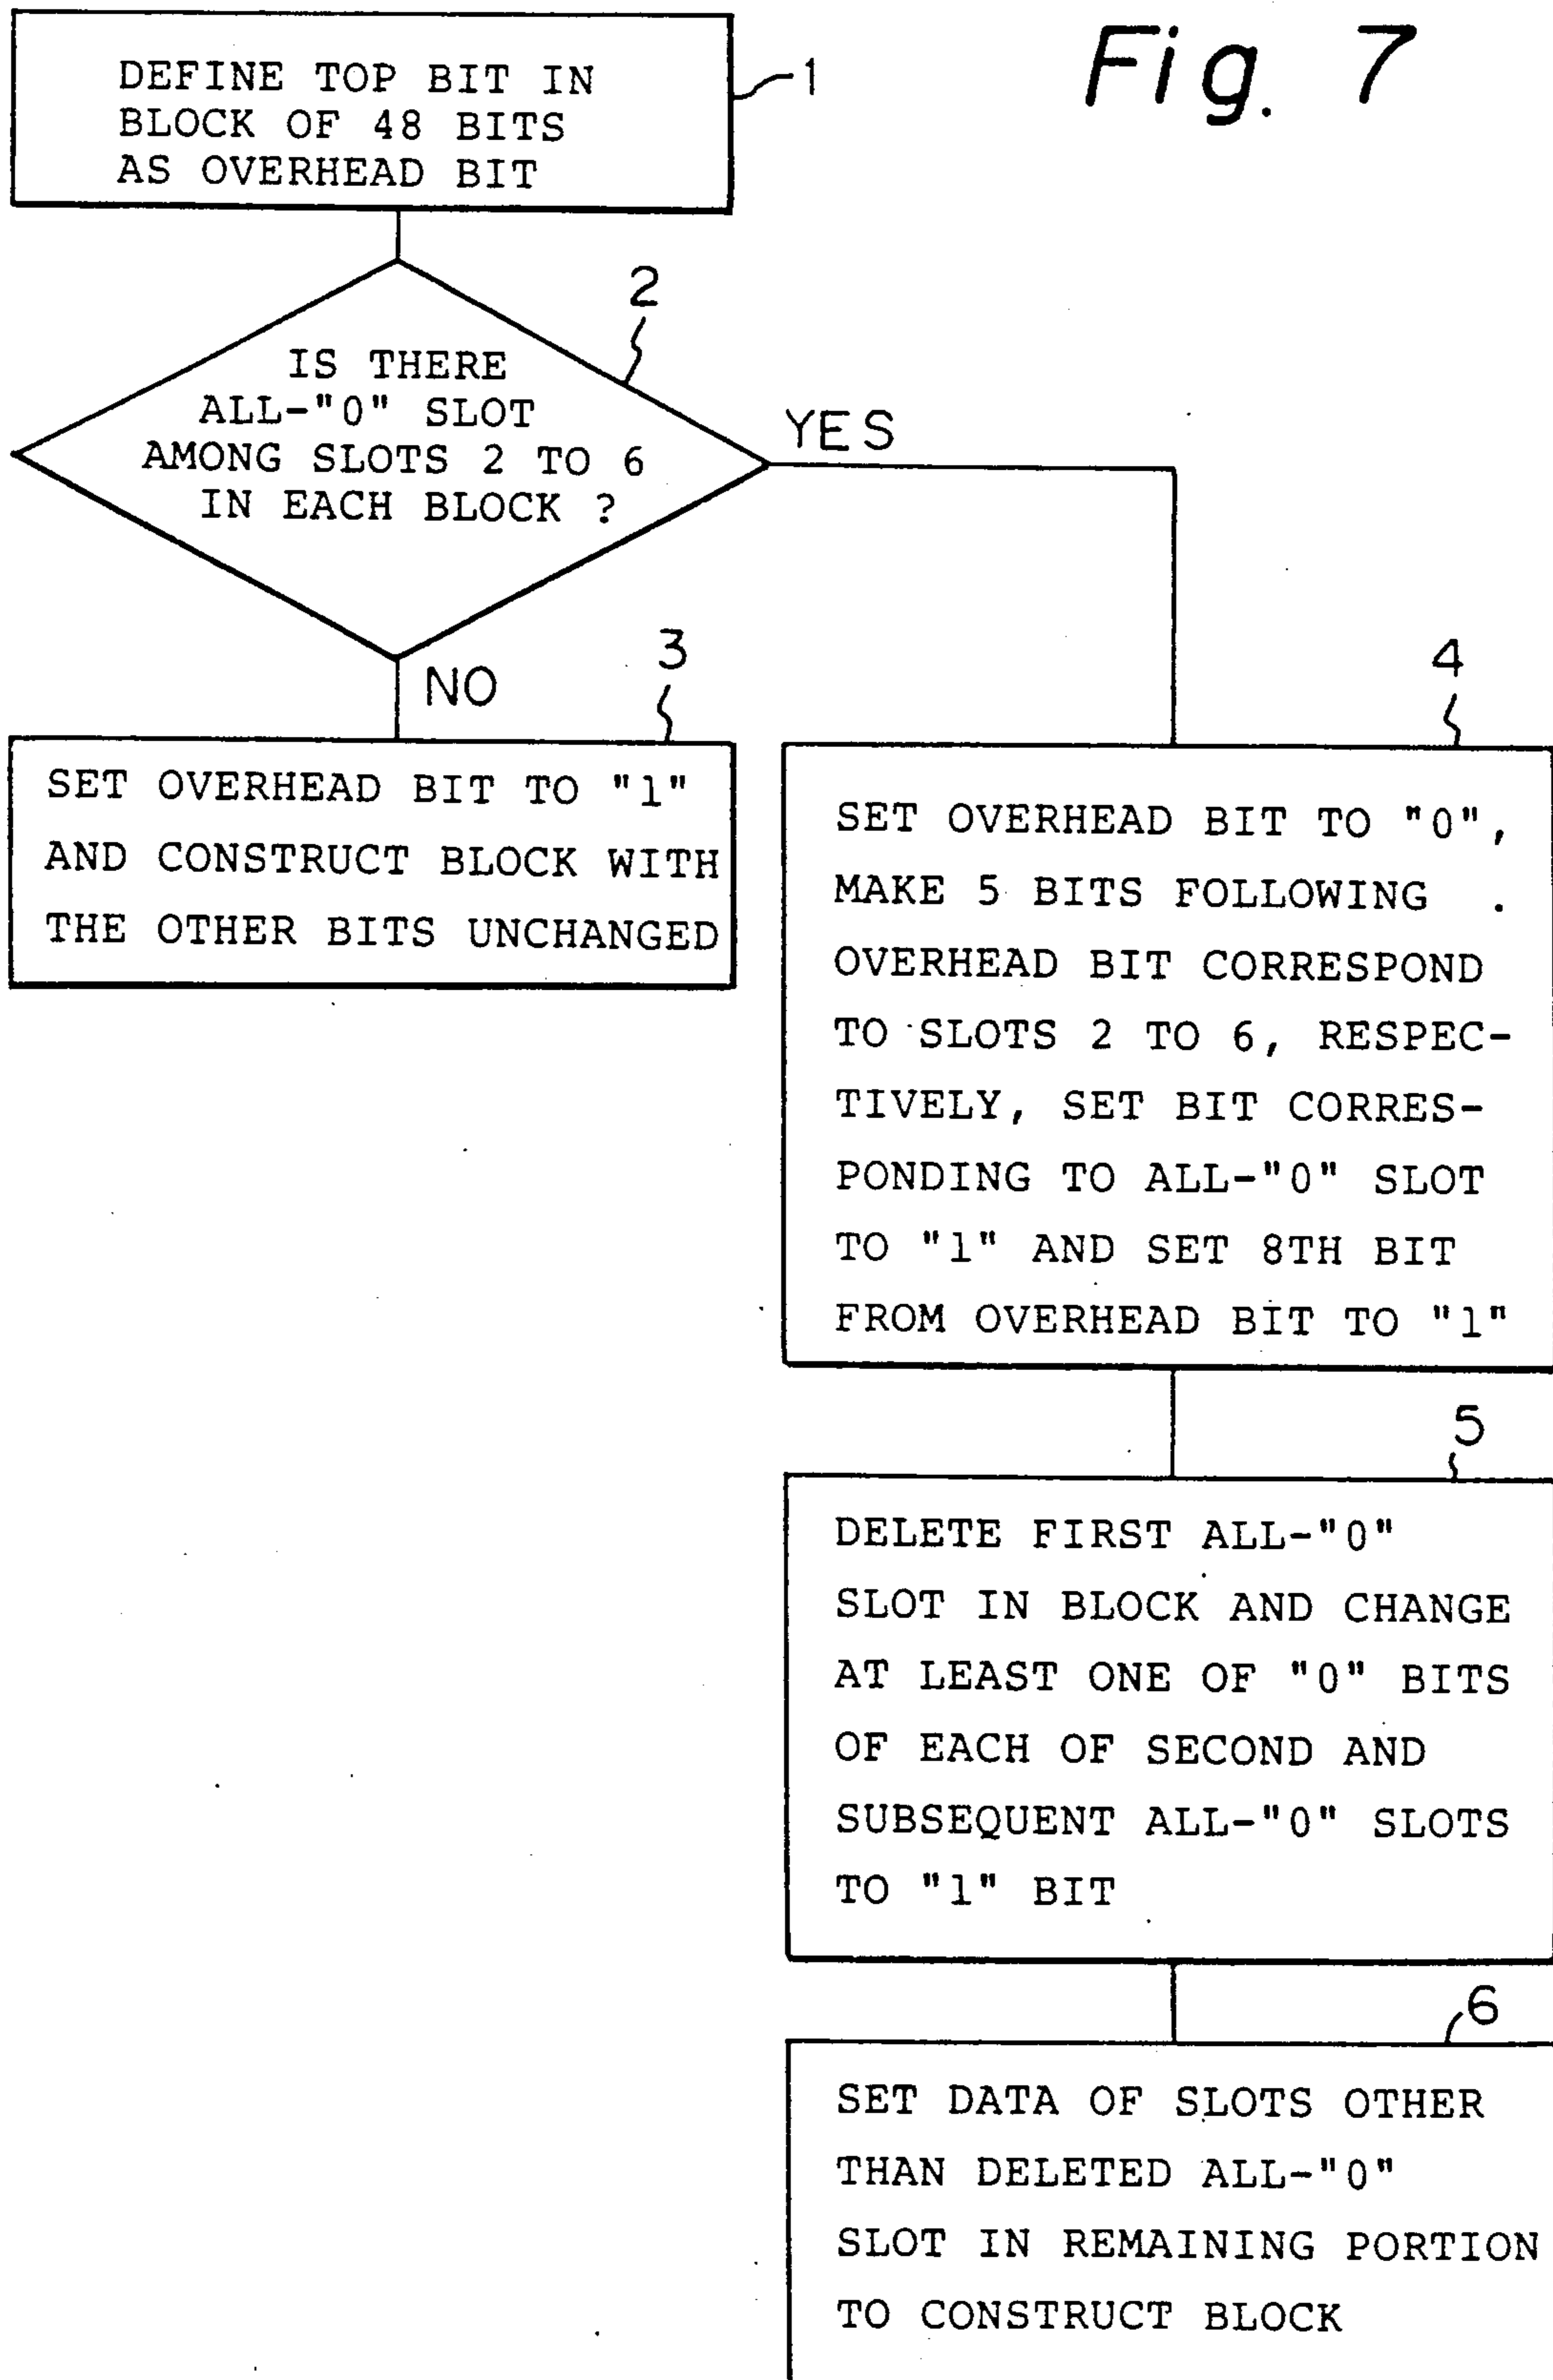 Fig. 7
1
DEFINE TOP BIT IN
BLOCK OF 48 BITS
AS OVERHEAD BIT
2
IS THERE
ALL-"0" SLOT
AMONG SLOTS 2 TO 6
IN EACH BLOCK ?
YES
NO
3
SET OVERHEAD BIT TO "1"
AND CONSTRUCT BLOCK WITH
THE OTHER BITS UNCHANGED
4
SET OVERHEAD BIT TO "0",
MAKE 5 BITS FOLLOWING
OVERHEAD BIT CORRESPOND
TO SLOTS 2 TO 6, RESPEC-
TIVELY, SET BIT CORRES-
PONDING TO ALL-"0" SLOT
TO "1" AND SET 8TH BIT
FROM OVERHEAD BIT TO "1"
5
DELETE FIRST ALL-"0"
SLOT IN BLOCK AND CHANGE
AT LEAST ONE OF "0" BITS
OF EACH OF SECOND AND
SUBSEQUENT ALL-"0" SLOTS
TO "1" BIT
6
SET DATA OF SLOTS OTHER
THAN DELETED ALL-"0"
SLOT IN REMAINING PORTION
TO CONSTRUCT BLOCK